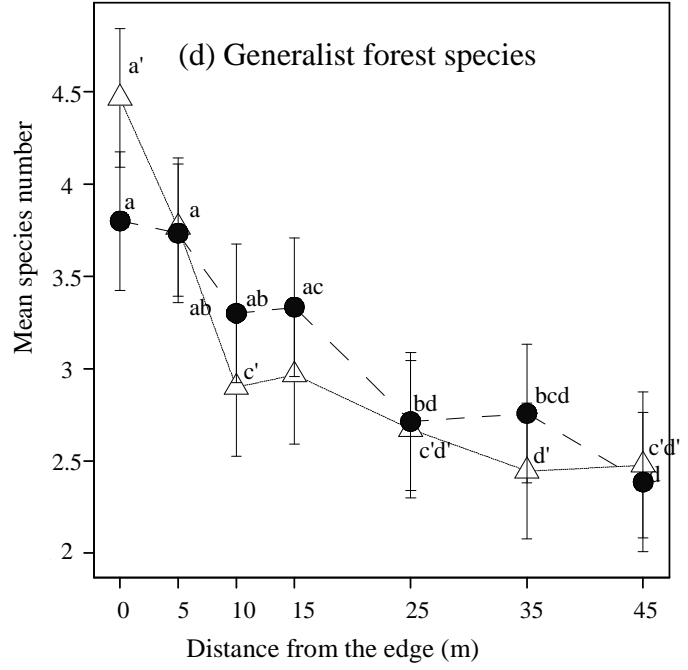 (d) Generalist forest species
Mean species number
4.5
4
3.5
3
2.5
2
a'
a
a
ab
ab
ac
c'
bd
c'd'
bcd
d'
c'd'
d
0 5 10 15 25 35 45
Distance from the edge (m)